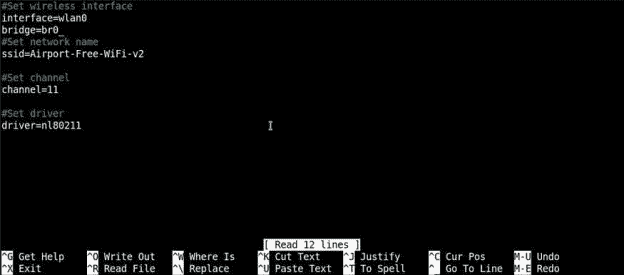 #Set wireless interface
interface=wlan0
bridge=br0_
#Set network name
ssid=Airport-Free-WiFi-v2
#Set channel
channel=11
#Set driver
driver=nl80211
[ Read 12 lines ]
^G Get Help ^O Write Out ^W Where Is ^K Cut Text ^J Justify ^C Cur Pos M-U Undo
^X Exit ^R Read File ^\ Replace ^U Paste Text ^T To Spell ^_ Go To Line M-E Redo